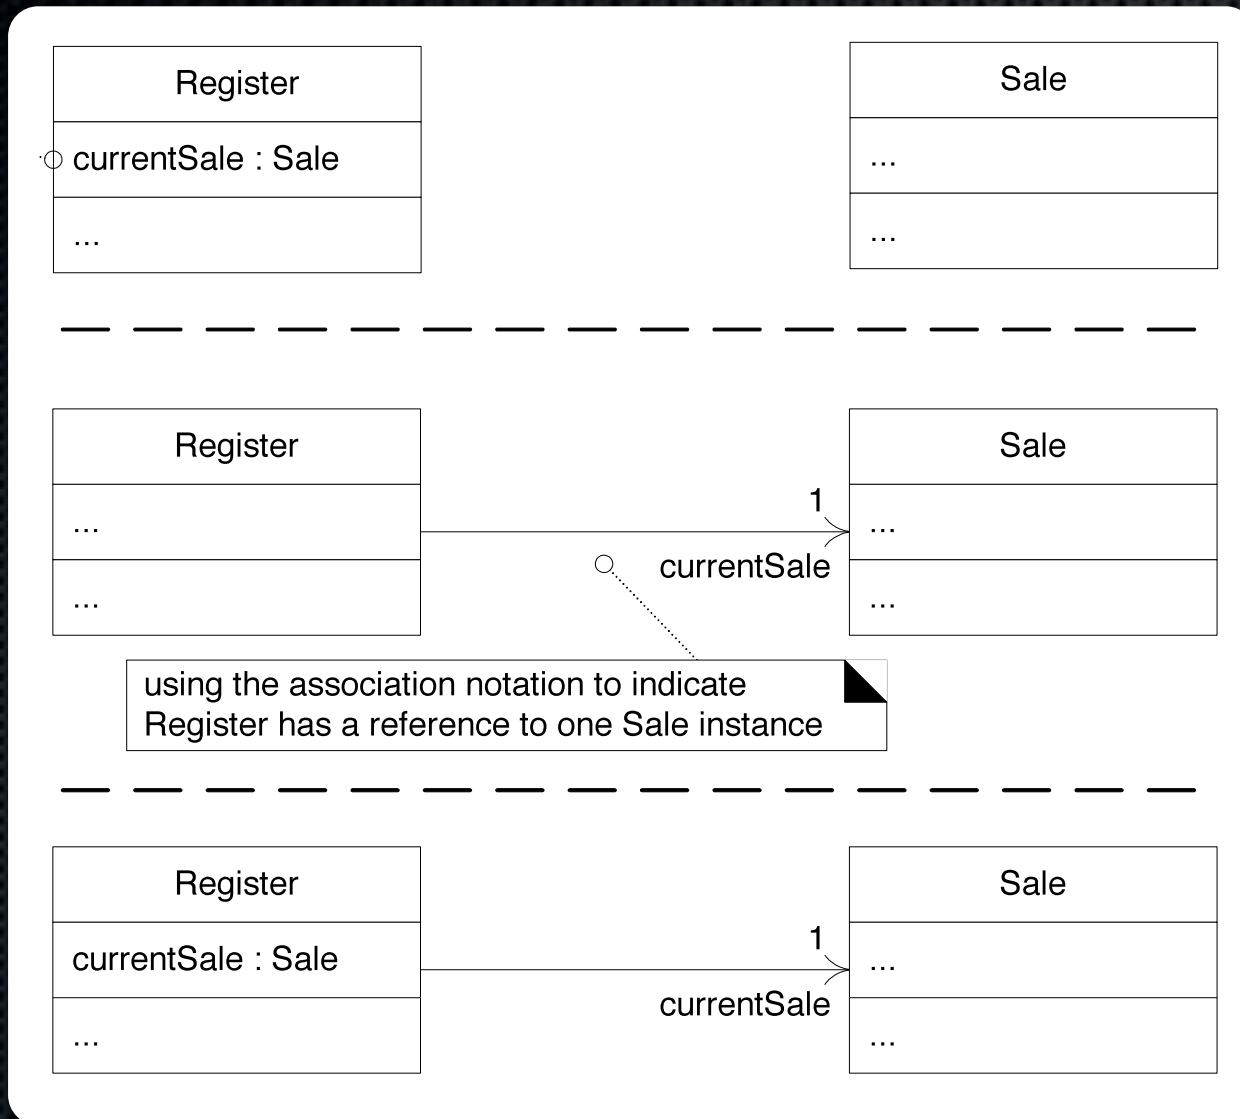 Register
Sale
currentSale : Sale
...
...
...
Register
Sale
...
1
...
currentSale
...
...
using the association notation to indicate
Register has a reference to one Sale instance
Register
Sale
currentSale : Sale
1
...
currentSale
...
...